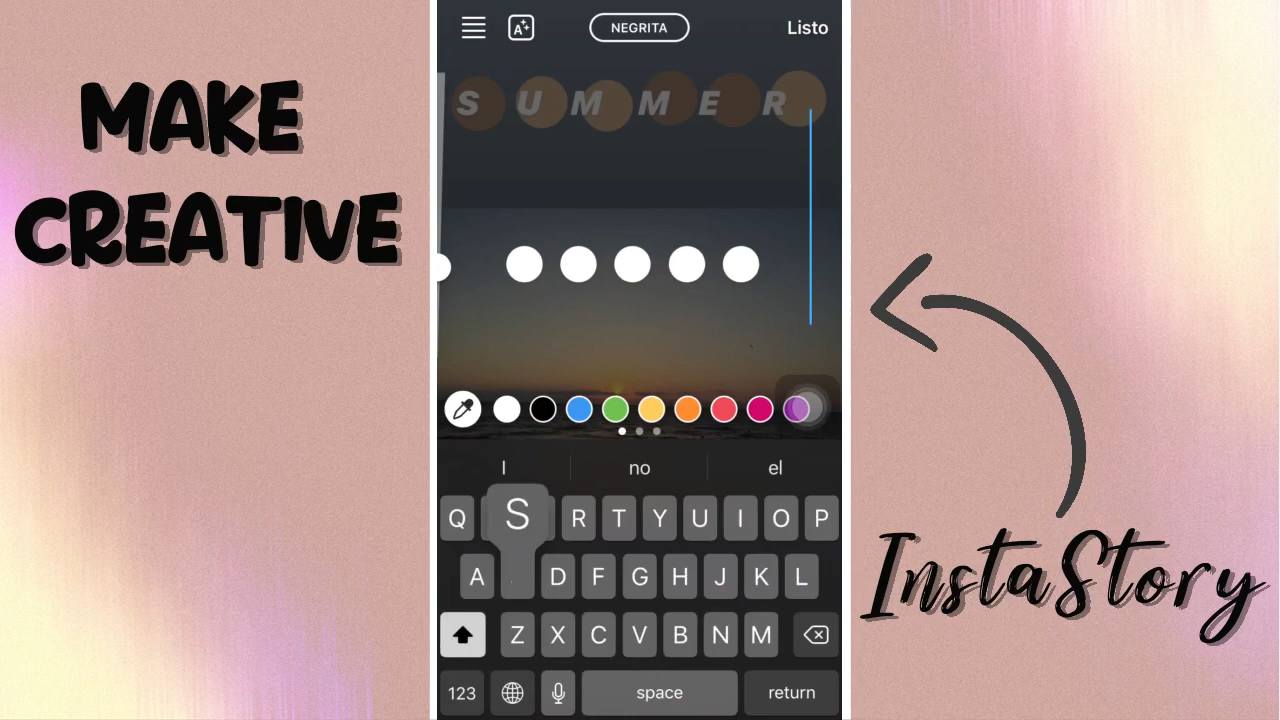 MAKE
CREATIVE
NEGRITA
Listo
S U M M E R
I no el
Q S R T Y U I O P
A D F G H J K L
Z X C V B N M
123 space return
InstaStory